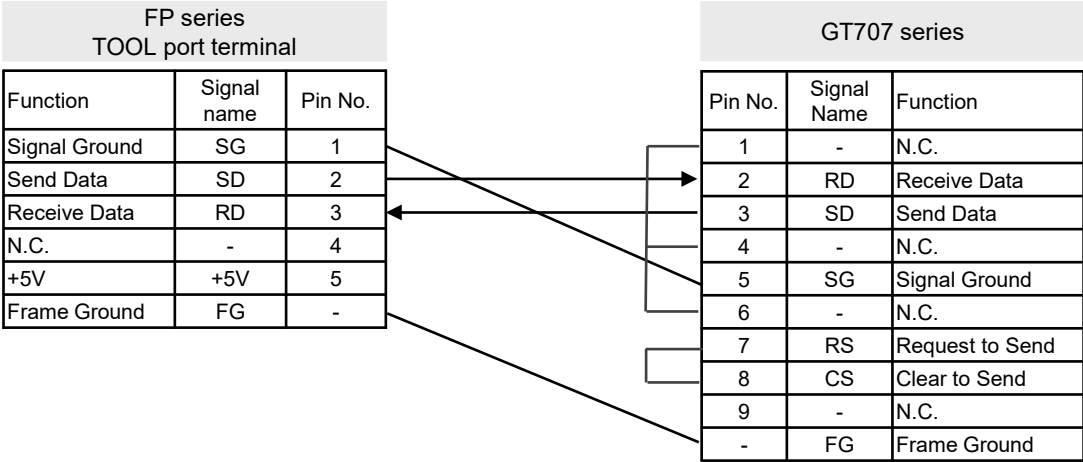 FP series
TOOL port terminal
Function Signal name Pin No.
Signal Ground SG 1
Send Data SD 2
Receive Data RD 3
N.C. - 4
+5V +5V 5
Frame Ground FG -
GT707 series
Pin No. Signal Name Function
1 - N.C.
2 RD Receive Data
3 SD Send Data
4 - N.C.
5 SG Signal Ground
6 - N.C.
7 RS Request to Send
8 CS Clear to Send
9 - N.C.
- FG Frame Ground